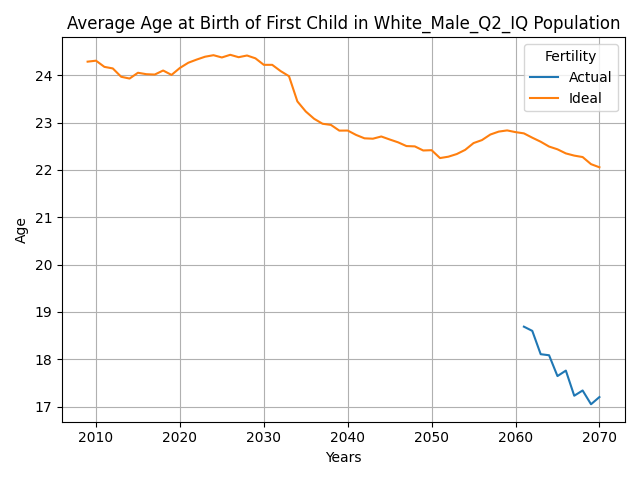 Average Age at Birth of First Child in White_Male_Q2_IQ Population
Fertility
Actual
Ideal
24
23
22
21
20
19
18
17
Age
2010 2020 2030 2040 2050 2060 2070
Years